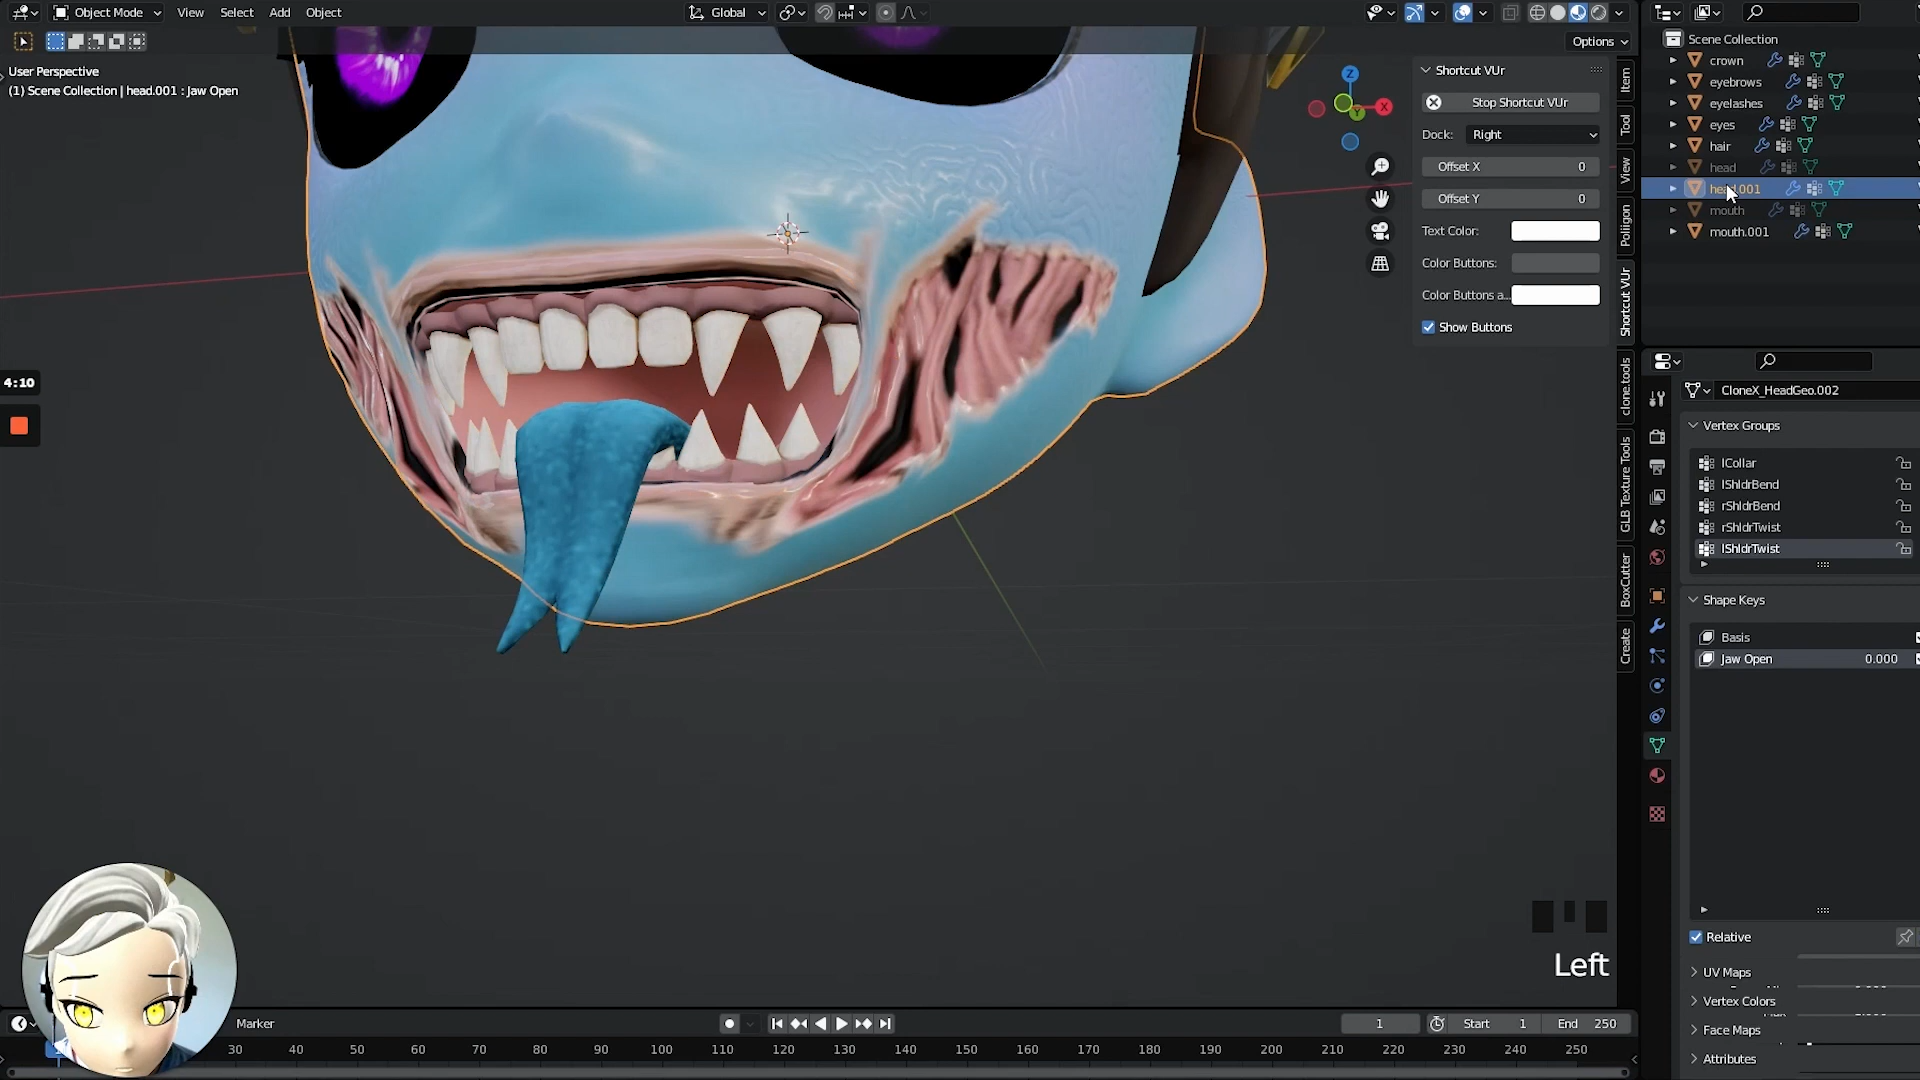 Object Mode
View
Select
Add
Object
Global
Options
User Perspective
(1) Scene Collection | head.001 : Jaw Open
Z
X
Y
Shortcut VUr
Stop Shortcut VUr
Dock:
Right
Offset X
0
Offset Y
0
Text Color:
Color Buttons:
Color Buttons a...
Show Buttons
Item
Tool
View
Poliigon
Shortcut VUr
clone.tools
GLB Texture Tools
BoxCutter
Create
Scene Collection
crown
eyebrows
eyelashes
eyes
hair
head
head.001
mouth
mouth.001
CloneX_HeadGeo.002
Vertex Groups
lCollar
lShldrBend
rShldrBend
rShldrTwist
lShldrTwist
Shape Keys
Basis
Jaw Open
0.000
Relative
UV Maps
Vertex Colors
Face Maps
Attributes
4:10
Left
Marker
1
Start
1
End
250
30
40
50
60
70
80
90
100
110
120
130
140
150
160
170
180
190
200
210
220
230
240
250